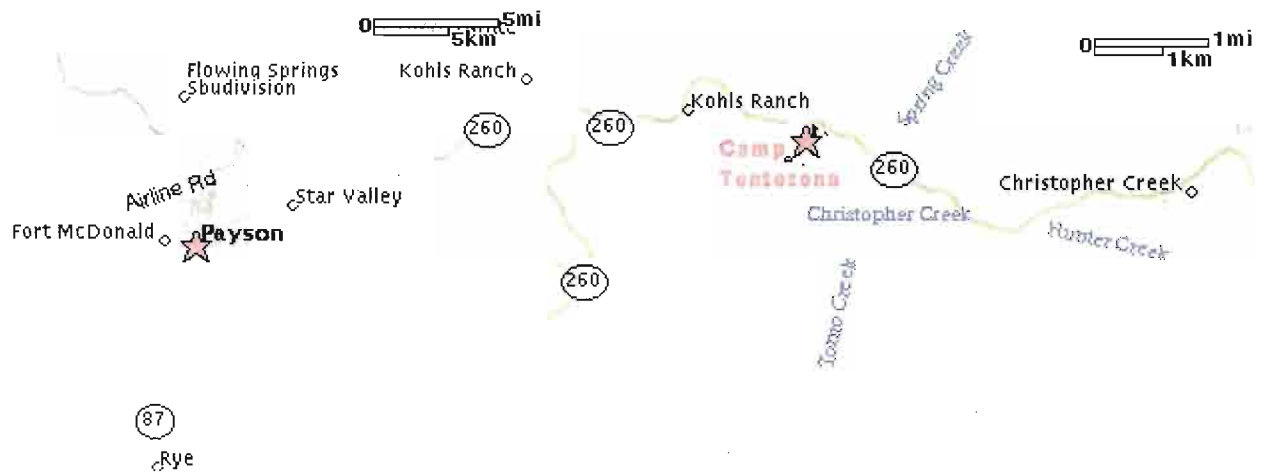 0 5mi
5km
0 1mi
1km
Flowing Springs
Sbudivision
Kohls Ranch
260
260
Kohls Ranch
Spring Creek
Camp
Tontozona
260
Airline Rd
Star Valley
Christopher Creek
Christopher Creek
Hunter Creek
Fort McDonald
Payson
260
Tonto Creek
87
Rye